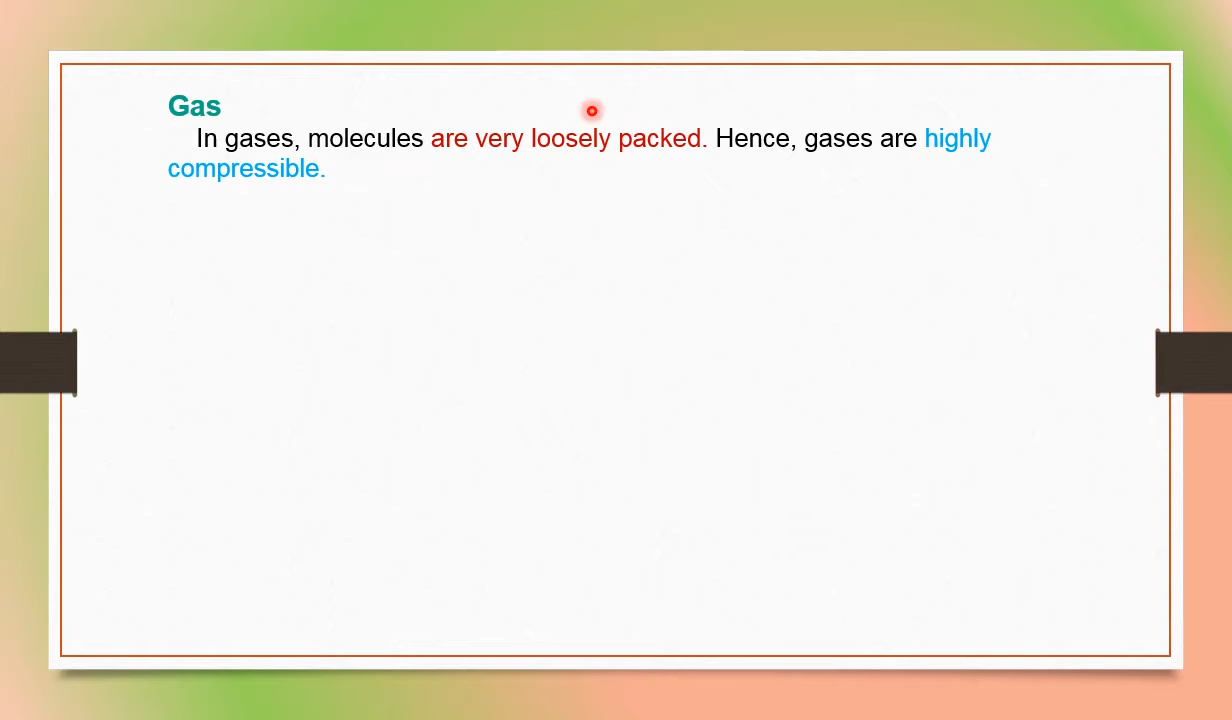 Gas
In gases, molecules are very loosely packed. Hence, gases are highly
compressible.